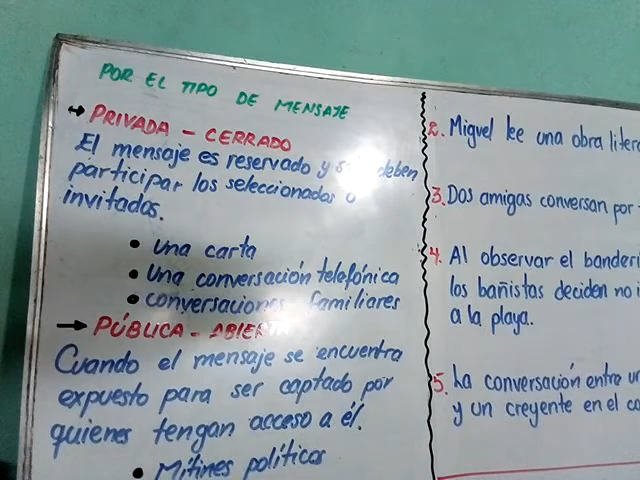 POR EL TIPO DE MENSAJE
→ PRIVADA - CERRADO
El mensaje es reservado y deben
participar los seleccionados o
invitados.
• una carta
• Una conversación telefónica
• conversaciones familiares
→ PÚBLICA - ABIERTA
Cuando el mensaje se encuentra
expuesto para ser captado por
quienes tengan acceso a él.
• Mítines políticos
2. Miguel lee una obra
3. Dos amigas conversan por
4. Al observar el
los bañistas deciden no
a la playa.
5. La conversación entre
y un creyente en el